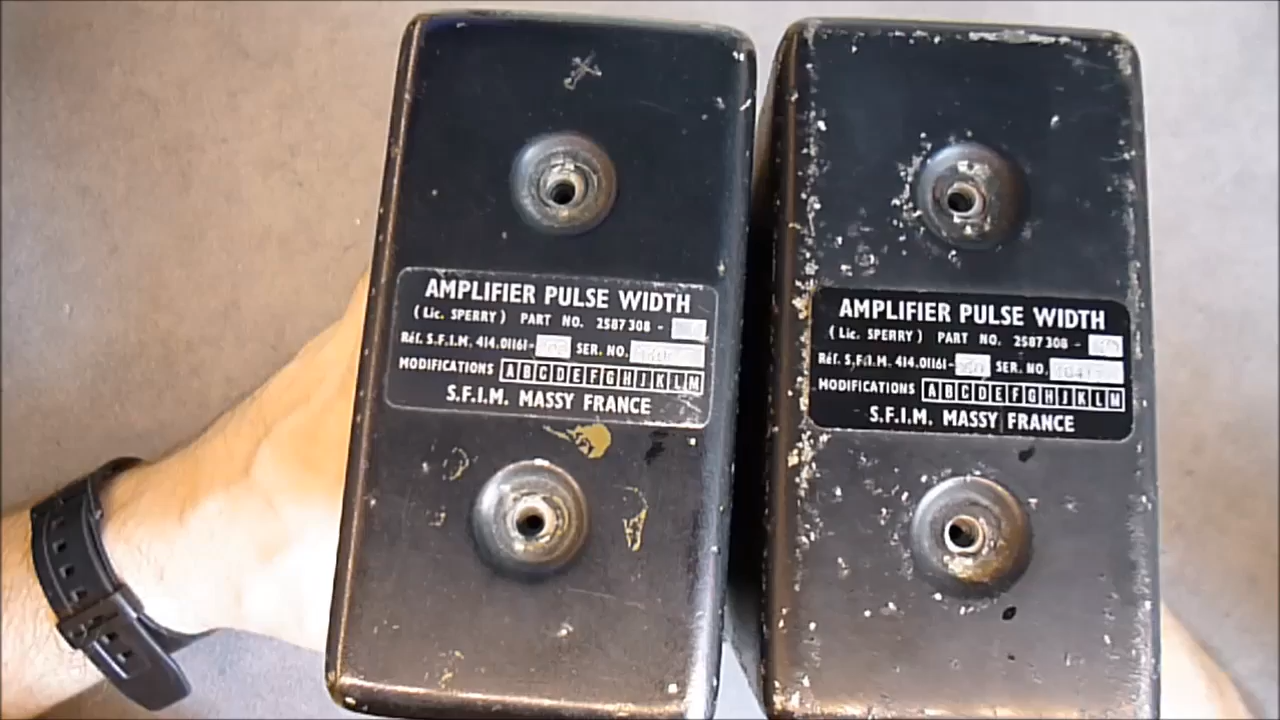 AMPLIFIER PULSE WIDTH
( Lic. SPERRY ) PART NO. 2587308 -
Réf. S.F.I.M. 414.01161- SER. NO.
MODIFICATIONS A B C D E F G H J K L M
S.F.I.M. MASSY FRANCE
AMPLIFIER PULSE WIDTH
( Lic. SPERRY ) PART NO. 2587308 -
Réf. S.F.I.M. 414.01161- SER. NO.
MODIFICATIONS A B C D E F G H J K L M
S.F.I.M. MASSY FRANCE